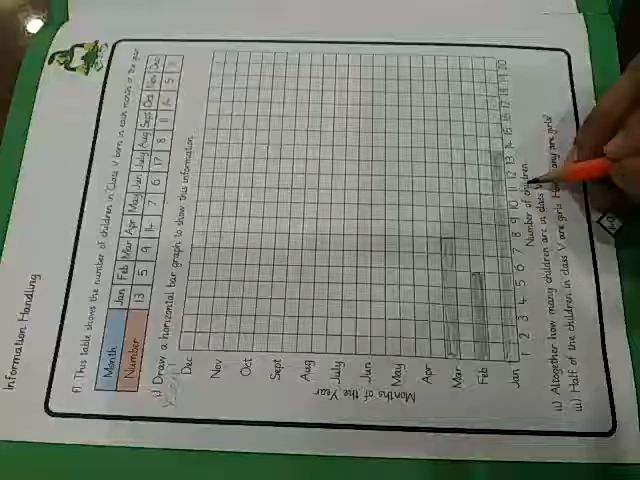 Information Handling
f) This table shows the number of children in Class V born in each month of the year
Month Jan Feb Mar Apr May Jun July Aug Sept Oct Nov Dec
Number 13 5 9 14 7 6 17 8 11 14 5 11
i) Draw a horizontal bar graph to show this information.
Dec
Nov
Oct
Sept
Aug
July
Jun
May
Apr
Mar
Feb
Jan
Months of the Year
1 2 3 4 5 6 7 8 9 10 11 12 13 14 15 16 17 18 19 20
Number of children
ii) Altogether how many children are in class
iii) Half of the children in class V are girls any are girls?